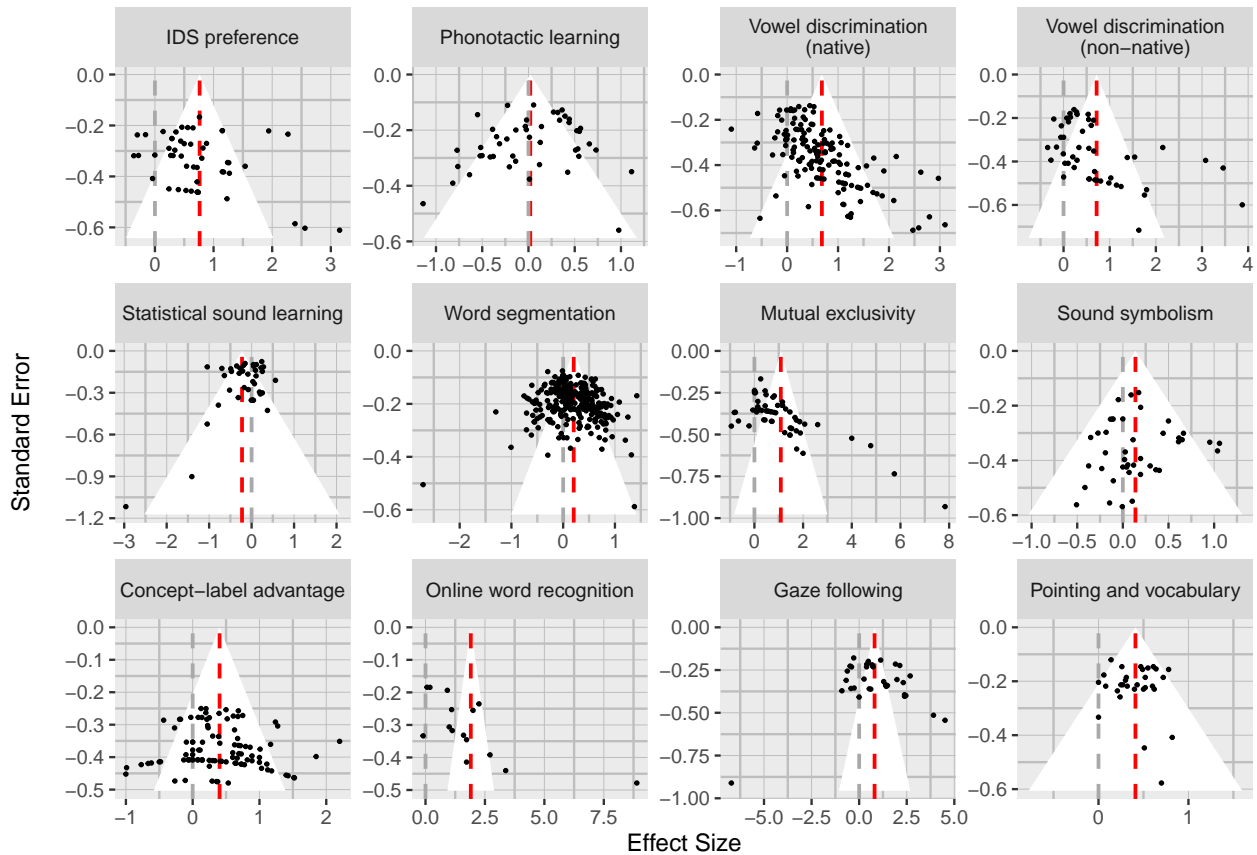 IDS preference
Phonotactic learning
Vowel discrimination
(native)
Vowel discrimination
(non−native)
0.0
−0.2
−0.4
−0.6
0 1 2 3
0.0
−0.2
−0.4
−0.6
−1.0 −0.5 0.0 0.5 1.0
0.0
−0.2
−0.4
−0.6
−1 0 1 2 3
0.0
−0.2
−0.4
−0.6
0 1 2 3 4
Standard Error
Statistical sound learning
Word segmentation
Mutual exclusivity
Sound symbolism
0.0
−0.3
−0.6
−0.9
−1.2
−3 −2 −1 0 1 2
0.0
−0.2
−0.4
−0.6
−2 −1 0 1
0.00
−0.25
−0.50
−0.75
−1.00
0 2 4 6 8
0.0
−0.2
−0.4
−0.6
−1.0 −0.5 0.0 0.5 1.0
Concept−label advantage
Online word recognition
Gaze following
Pointing and vocabulary
0.0
−0.1
−0.2
−0.3
−0.4
−0.5
−1 0 1 2
0.0
−0.1
−0.2
−0.3
−0.4
−0.5
0.0 2.5 5.0 7.5
0.00
−0.25
−0.50
−0.75
−1.00
−5.0 −2.5 0.0 2.5 5.0
0.0
−0.2
−0.4
−0.6
0 1
Effect Size